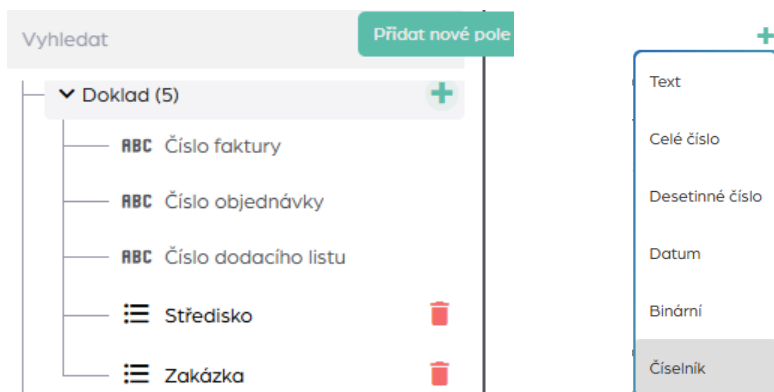 Vyhledat
Přidat nové pole
Doklad (5)
ABC Číslo faktury
ABC Číslo objednávky
ABC Číslo dodacího listu
Středisko
Zakázka
Text
Celé číslo
Desetinné číslo
Datum
Binární
Číselník